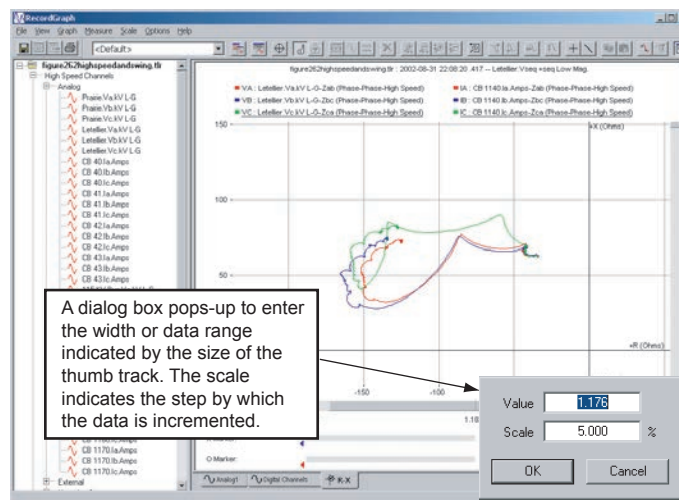 RecordGraph
File View Graph Measure Scale Options Help
<Default>
figure262highspeedandswing.tlr
High Speed Channels
Analog
Prairie.Va.kV L-G
Prairie.Vb.kV L-G
Prairie.Vc.kV L-G
Letellier.Va.kV L-G
Letellier.Vb.kV L-G
Letellier.Vc.kV L-G
CB 40.Ia.Amps
CB 40.Ib.Amps
CB 40.Ic.Amps
CB 41.Ia.Amps
CB 41.Ib.Amps
CB 41.Ic.Amps
CB 42.Ia.Amps
CB 42.Ib.Amps
CB 42.Ic.Amps
CB 43.Ia.Amps
CB 43.Ib.Amps
CB 43.Ic.Amps
CB 1170.Ia.Amps
CB 1170.Ib.Amps
CB 1170.Ic.Amps
External
figure262highspeedandswing.tlr : 2002-08-31 22:08:20 .417 -- Letellier:Vseq +seq Low Mag.
VA : Letellier.Va.kV L-G-Zab (Phase-Phase-High Speed)
IA : CB 1140.Ia.Amps-Zab (Phase-Phase-High Speed)
VB : Letellier.Vb.kV L-G-Zbc (Phase-Phase-High Speed)
IB : CB 1140.Ib.Amps-Zbc (Phase-Phase-High Speed)
VC : Letellier.Vc.kV L-G-Zca (Phase-Phase-High Speed)
IC : CB 1140.Ic.Amps-Zca (Phase-Phase-High Speed)
150
+X (Ohms)
100
50
+R (Ohms)
-150
-100
1.18
O Marker:
Analog1 Digital Channels R-X
A dialog box pops-up to enter
the width or data range
indicated by the size of the
thumb track. The scale
indicates the step by which
the data is incremented.
Value 1.176
Scale 5.000 %
OK Cancel